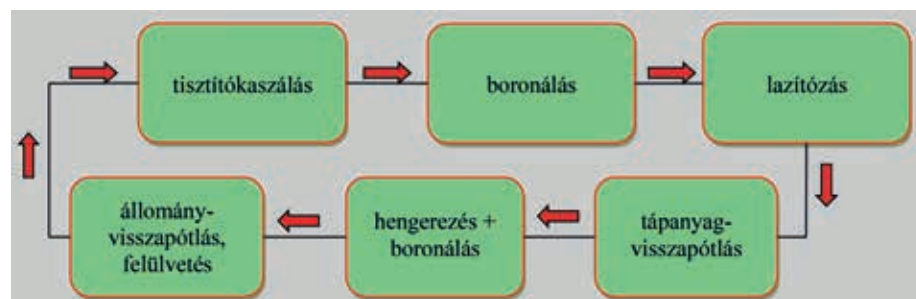 tisztítókaszálás
boronálás
lazítózás
tápanyag-
visszapótlás
hengerezés +
boronálás
állomány-
visszapótlás,
felülvetés